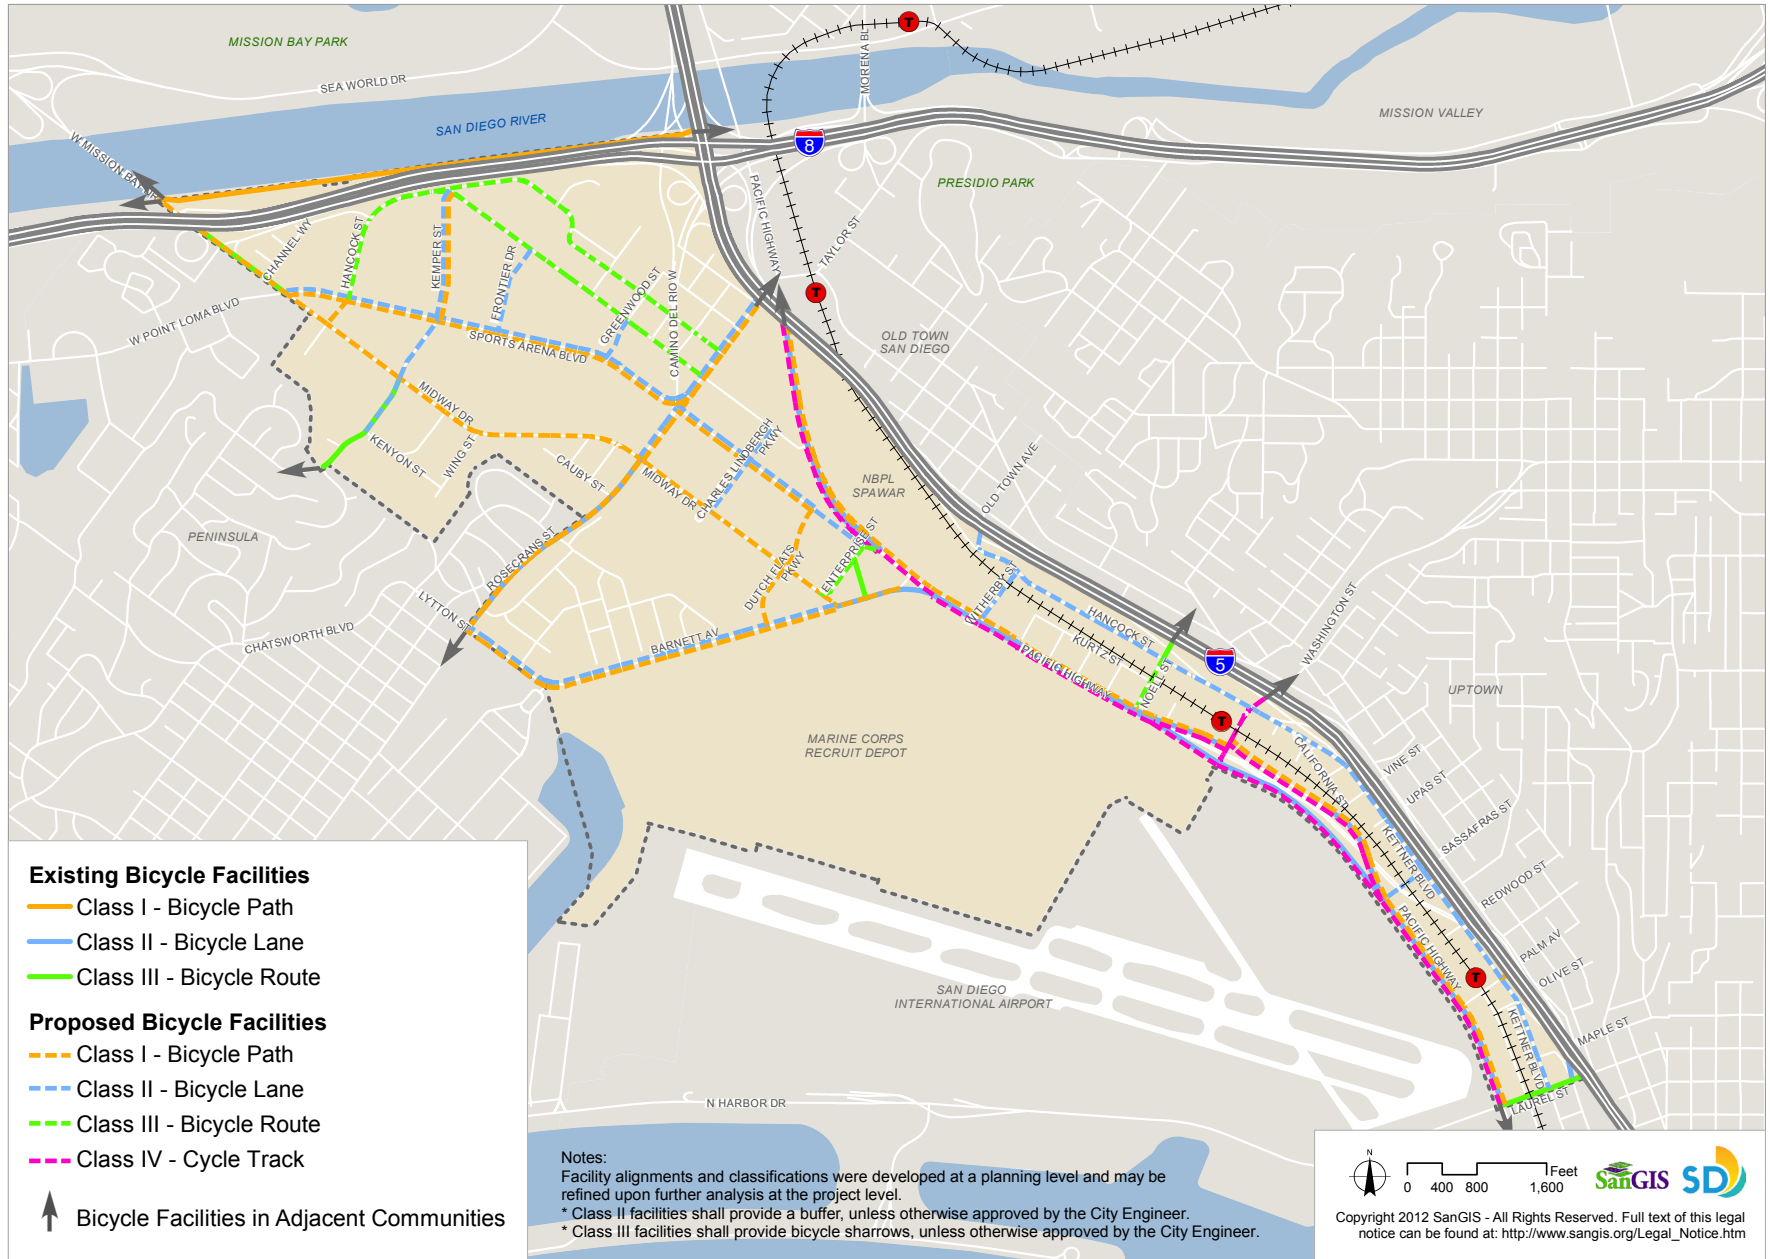 MISSION BAY PARK
SEA WORLD DR
SAN DIEGO RIVER
W MISSION BAY DR
MORENA BL
MISSION VALLEY
8
PRESIDIO PARK
PACIFIC HIGHWAY
TAYLOR ST
T
T
CHANNEL WY
HANCOCK ST
KEMPER ST
FRONTIER DR
GREENWOOD ST
CAMINO DEL RIO W
W POINT LOMA BLVD
SPORTS ARENA BLVD
OLD TOWN
SAN DIEGO
MIDWAY DR
KENYON ST
WING ST
CAUBY ST
MIDWAY DR
CHARLES LINDBERGH
PKWY
NBPL
SPAWAR
OLD TOWN AVE
PENINSULA
ROSECRANS ST
LYTTON ST
CHATSWORTH BLVD
BARNETT AV
DUTCH FLATS
PKWY
ENTERPRISE ST
WITHERBY ST
HANCOCK ST
KURTZ ST
PACIFIC HIGHWAY
NOELL ST
WASHINGTON ST
5
UPTOWN
T
MARINE CORPS
RECRUIT DEPOT
CALIFORNIA ST
VINE ST
UPAS ST
SASSAFRAS ST
KETTNER BLVD
REDWOOD ST
PACIFIC HIGHWAY
PALM AV
OLIVE ST
T
MAPLE ST
KETTNER BLVD
LAUREL ST
SAN DIEGO
INTERNATIONAL AIRPORT
N HARBOR DR
Existing Bicycle Facilities
Class I - Bicycle Path
Class II - Bicycle Lane
Class III - Bicycle Route
Proposed Bicycle Facilities
Class I - Bicycle Path
Class II - Bicycle Lane
Class III - Bicycle Route
Class IV - Cycle Track
Bicycle Facilities in Adjacent Communities
Notes:
Facility alignments and classifications were developed at a planning level and may be
refined upon further analysis at the project level.
* Class II facilities shall provide a buffer, unless otherwise approved by the City Engineer.
* Class III facilities shall provide bicycle sharrows, unless otherwise approved by the City Engineer.
N
Feet
0 400 800 1,600
SanGIS
SD
Copyright 2012 SanGIS - All Rights Reserved. Full text of this legal
notice can be found at: http://www.sangis.org/Legal_Notice.htm